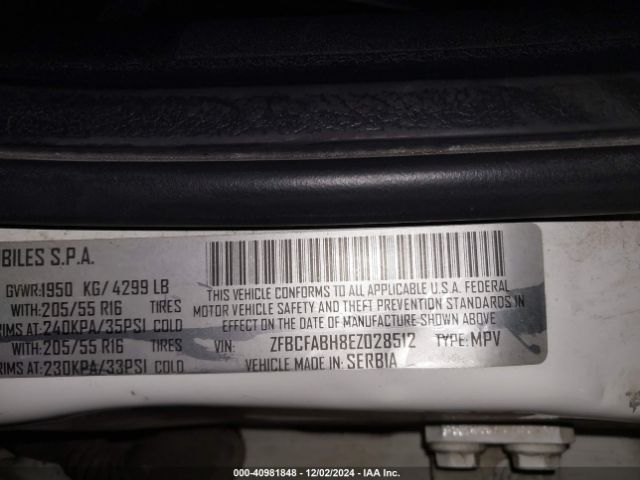 BILES S.P.A.
GVWR:1950 KG/ 4299 LB
WITH:205/55 R16 TIRES
RIMS AT:240KPA/35PSI COLD
WITH:205/55 R16 TIRES
RIMS AT:230KPA/33PSI COLD
THIS VEHICLE CONFORMS TO ALL APPLICABLE U.S.A. FEDERAL
MOTOR VEHICLE SAFETY AND THEFT PREVENTION STANDARDS IN
EFFECT ON THE DATE OF MANUFACTURE SHOWN ABOVE
VIN: ZFBCFABH8EZ028512 TYPE: MPV
VEHICLE MADE IN: SERBIA
000-40981848 - 12/02/2024 - IAA Inc.